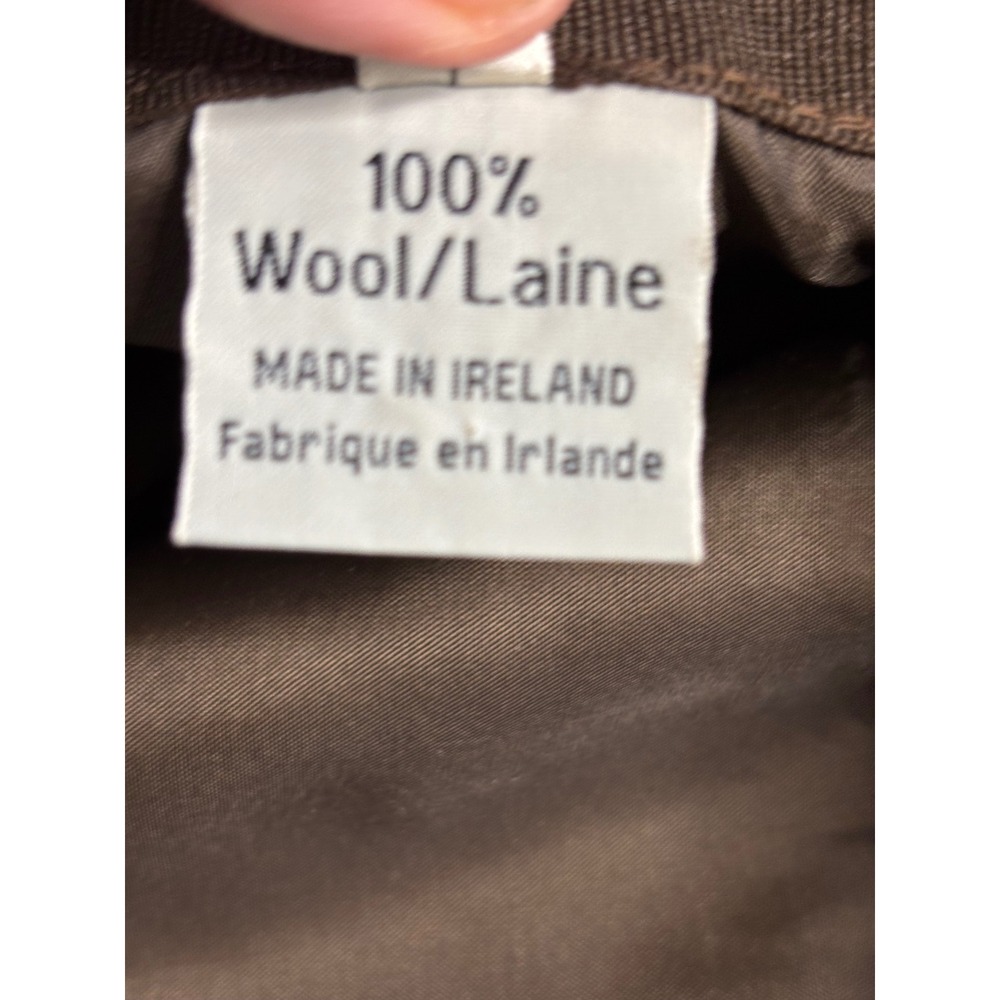 100%
Wool/Laine
MADE IN IRELAND
Fabrique en Irlande